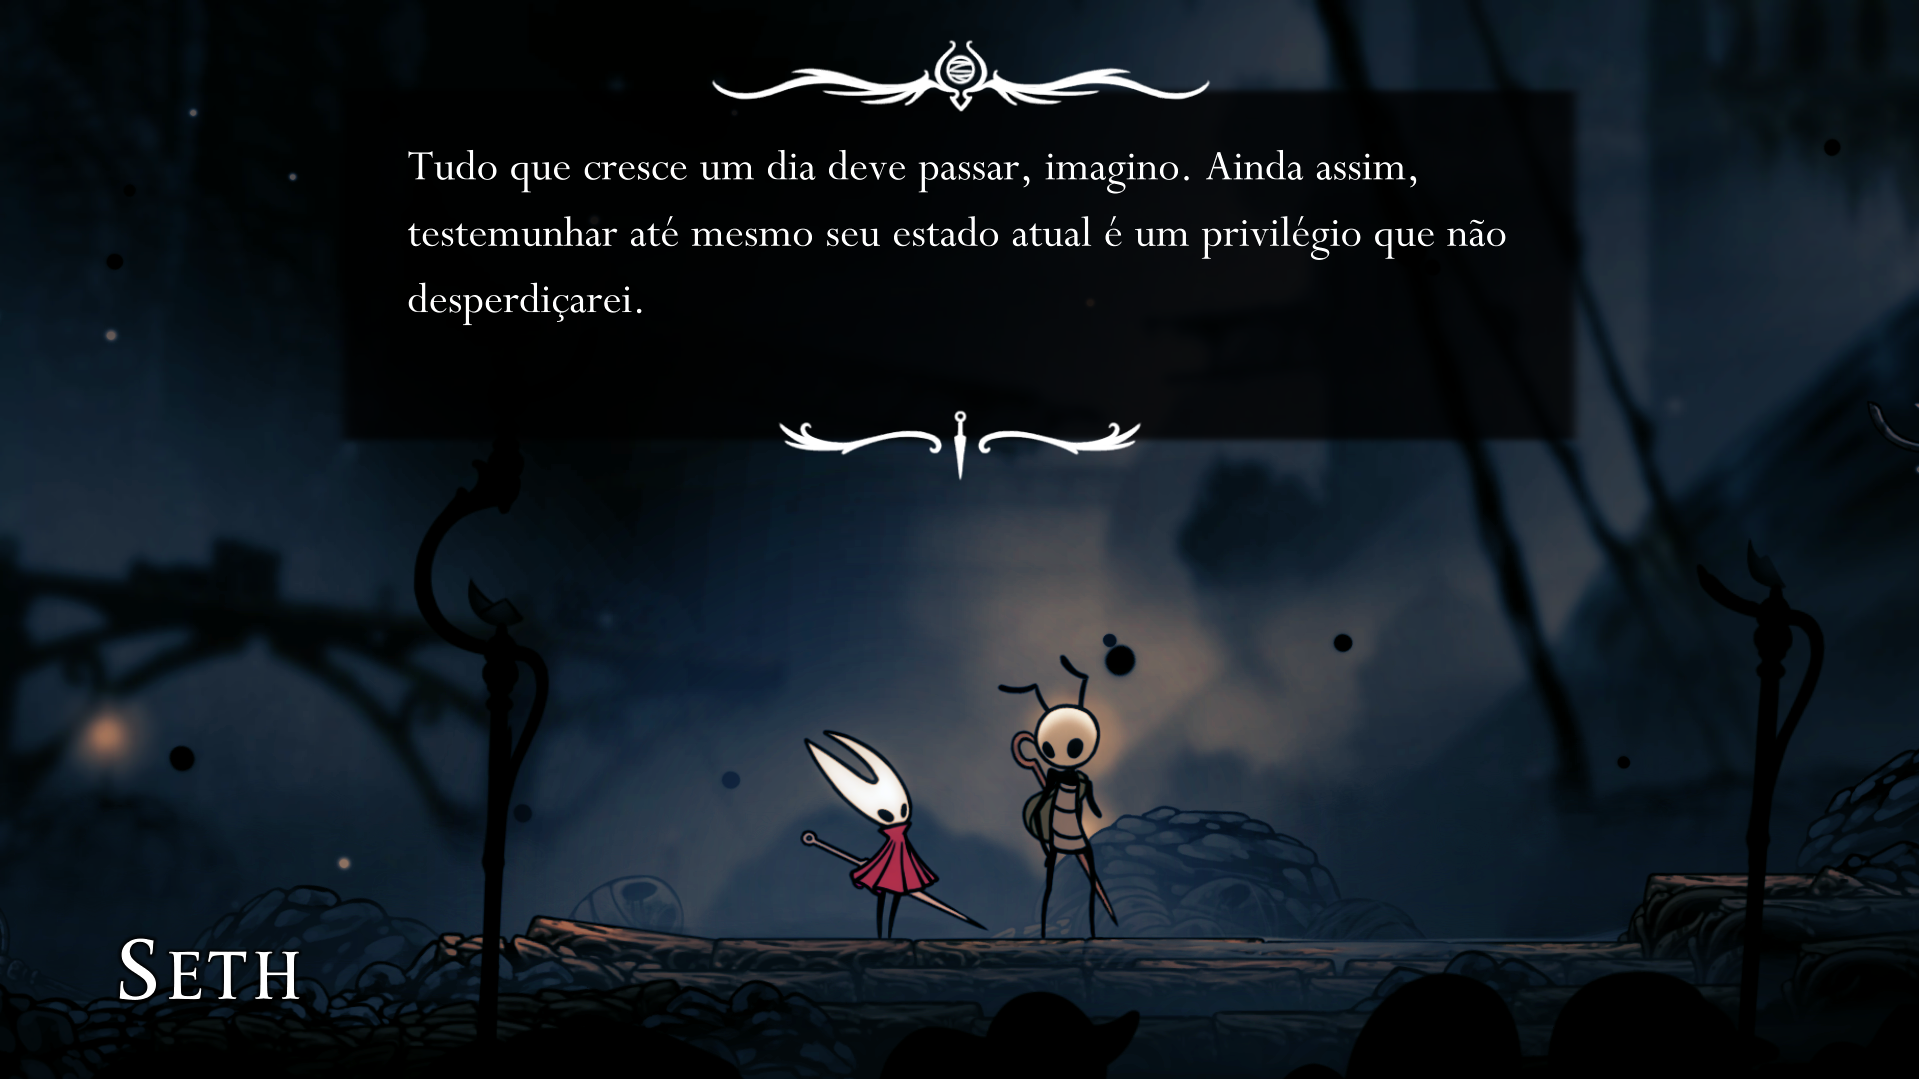 Tudo que cresce um dia deve passar, imagino. Ainda assim,
testemunhar até mesmo seu estado atual é um privilégio que não
desperdiçarei.
SETH